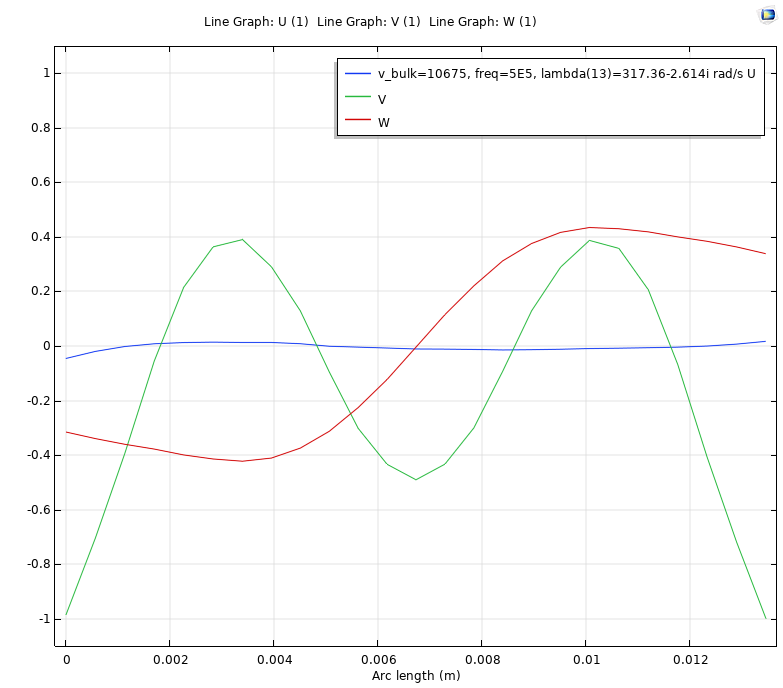 Line Graph: U (1)  Line Graph: V (1)  Line Graph: W (1)
v_bulk=10675, freq=5E5, lambda(13)=317.36-2.614i rad/s U
V
W
1
0.8
0.6
0.4
0.2
0
-0.2
-0.4
-0.6
-0.8
-1
0 0.002 0.004 0.006 0.008 0.01 0.012
Arc length (m)